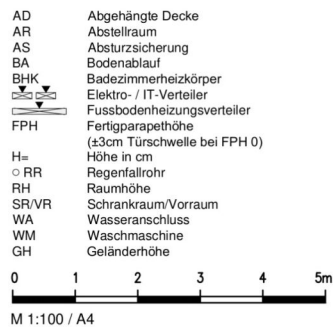 AD Abgehängte Decke
AR Abstellraum
AS Absturzsicherung
BA Bodenablauf
BHK Badezimmerheizkörper
Elektro- / IT-Verteiler
Fussbodenheizungsverteiler
FPH Fertigparapethöhe
(±3cm Türschwelle bei FPH 0)
H= Höhe in cm
○ RR Regenfallrohr
RH Raumhöhe
SR/VR Schrankraum/Vorraum
WA Wasseranschluss
WM Waschmaschine
GH Geländerhöhe
0 1 2 3 4 5m
M 1:100 / A4